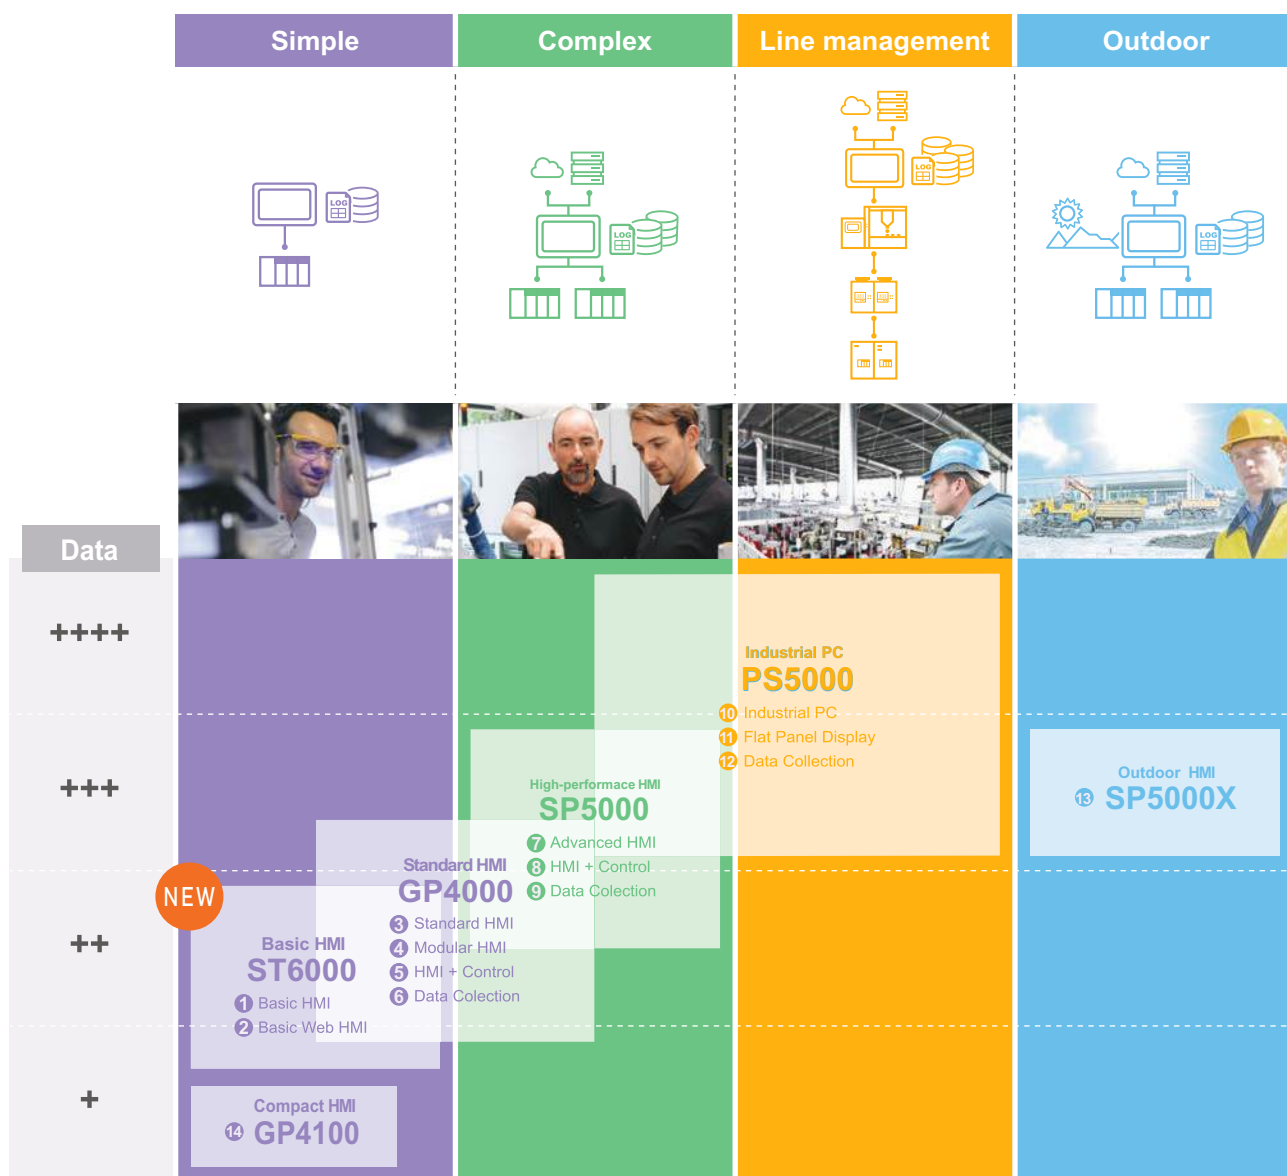 Simple
Complex
Line management
Outdoor
LOG
LOG
LOG
LOG
Data
++++
+++
++
+
Industrial PC
PS5000
10 Industrial PC
11 Flat Panel Display
12 Data Collection
High-performace HMI
SP5000
7 Advanced HMI
8 HMI + Control
9 Data Colection
Outdoor HMI
13 SP5000X
Standard HMI
GP4000
3 Standard HMI
4 Modular HMI
5 HMI + Control
6 Data Colection
NEW
Basic HMI
ST6000
1 Basic HMI
2 Basic Web HMI
Compact HMI
14 GP4100